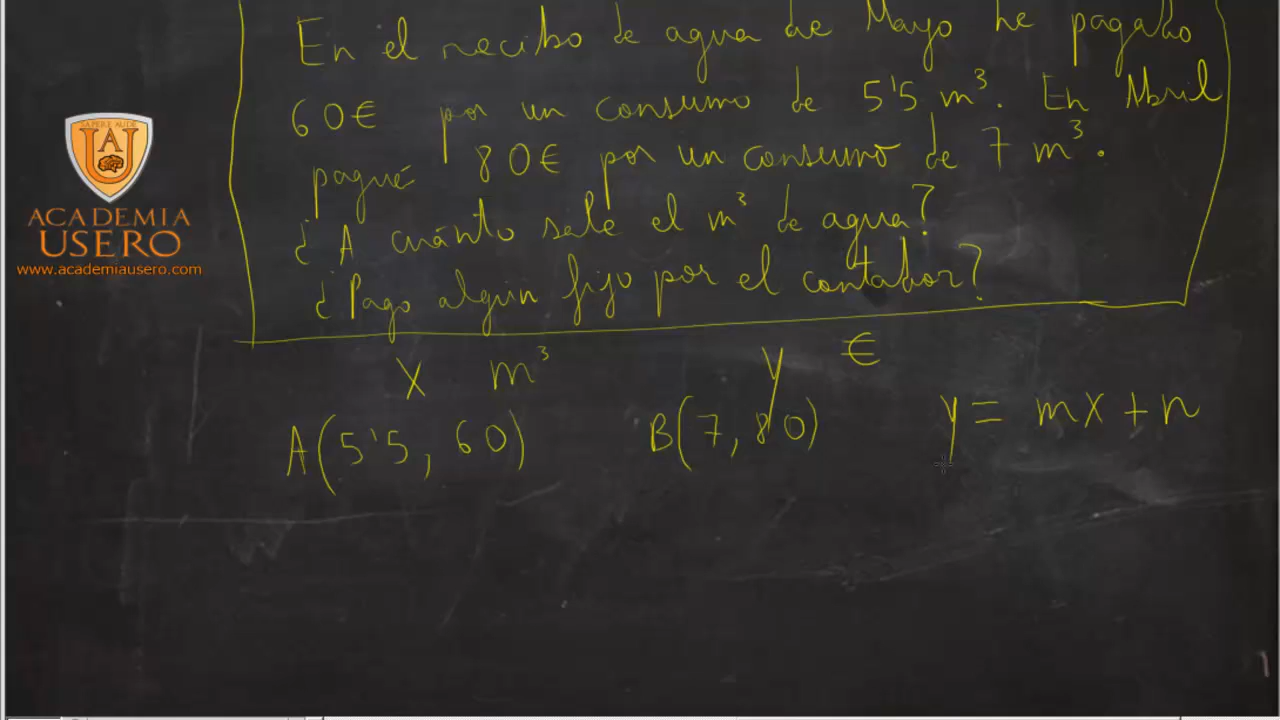 En el recibo de agua de Mayo he pagado
60€ por un consumo de 5'5 m³. En Abril
pagué 80€ por un consumo de 7 m³.
¿A cuánto sale el m³ de agua?
¿Pago algún fijo por el contador?
SAPERE AUDE
UA
ACADEMIA
USERO
www.academiausero.com
X m³ y €
A(5'5, 60) B(7, 80) y = mx + n